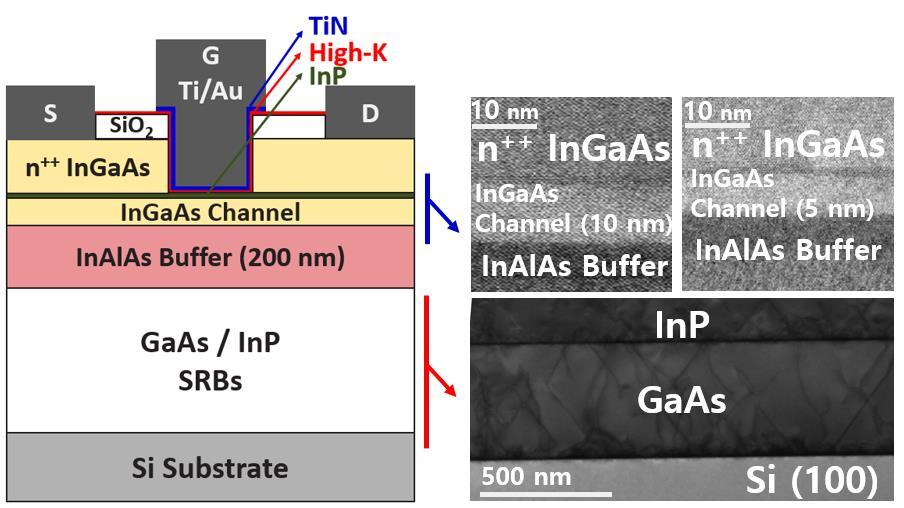 TiN
High-K
InP
G
Ti/Au
S
D
SiO2
n++ InGaAs
InGaAs Channel
InAlAs Buffer (200 nm)
GaAs / InP
SRBs
Si Substrate
10 nm
n++ InGaAs
InGaAs
Channel (10 nm)
InAlAs Buffer
10 nm
n++ InGaAs
InGaAs
Channel (5 nm)
InAlAs Buffer
InP
GaAs
500 nm
Si (100)